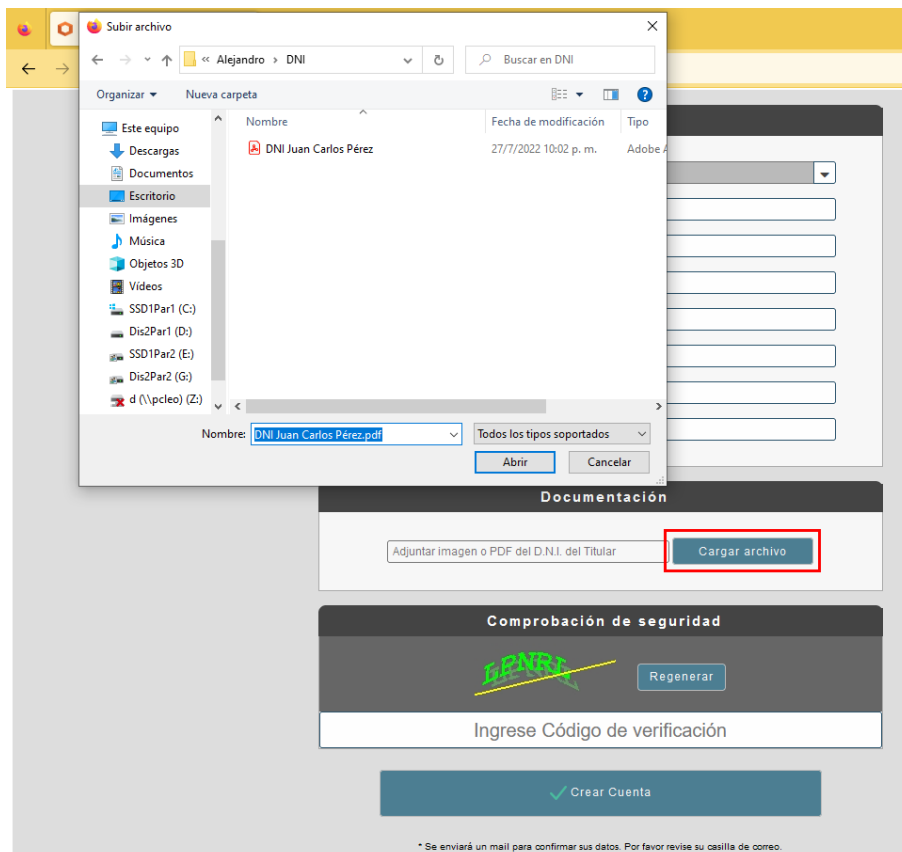 Subir archivo
« Alejandro › DNI
Buscar en DNI
Organizar
Nueva carpeta
Este equipo
Descargas
Documentos
Escritorio
Imágenes
Música
Objetos 3D
Vídeos
SSD1Par1 (C:)
Dis2Par1 (D:)
SSD1Par2 (E:)
Dis2Par2 (G:)
d (\\pcleo) (Z:)
Nombre Fecha de modificación Tipo
DNI Juan Carlos Pérez 27/7/2022 10:02 p. m. Adobe A
Nombre: DNI Juan Carlos Pérez.pdf Todos los tipos soportados
Abrir Cancelar
Documentación
Adjuntar imagen o PDF del D.N.I. del Titular Cargar archivo
Comprobación de seguridad
Regenerar
Ingrese Código de verificación
Crear Cuenta
* Se enviará un mail para confirmar sus datos. Por favor revise su casilla de correo.